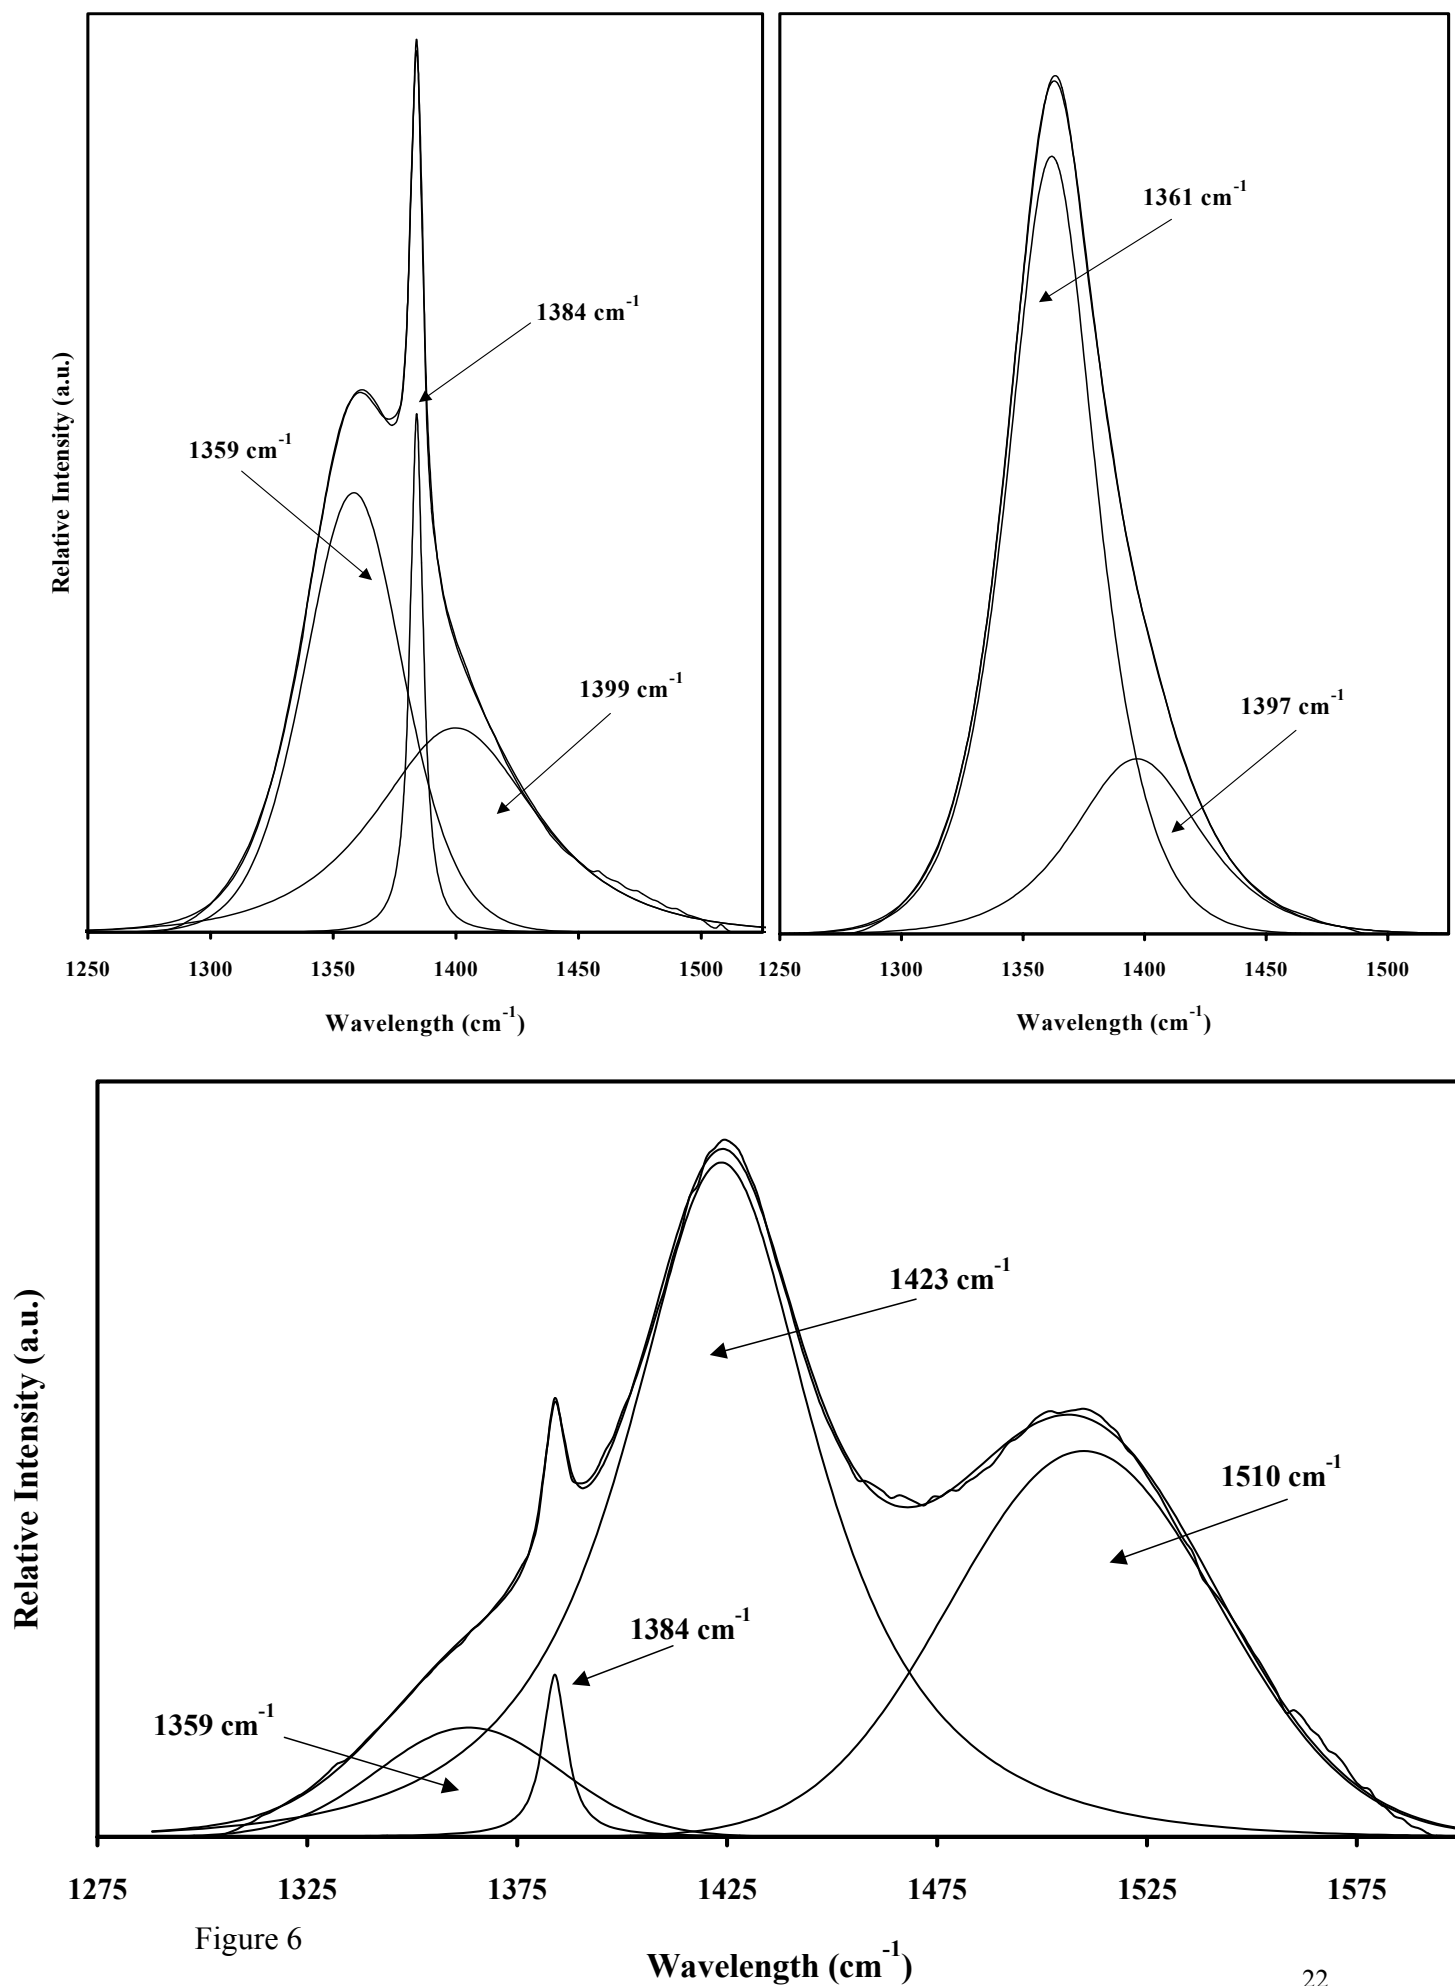 1384 cm-1
1359 cm-1
1399 cm-1
Relative Intensity (a.u.)
1250 1300 1350 1400 1450 1500
Wavelength (cm-1)
1361 cm-1
1397 cm-1
1250 1300 1350 1400 1450 1500
Wavelength (cm-1)
1423 cm-1
1510 cm-1
1384 cm-1
1359 cm-1
Relative Intensity (a.u.)
1275 1325 1375 1425 1475 1525 1575
Figure 6
Wavelength (cm-1)
22